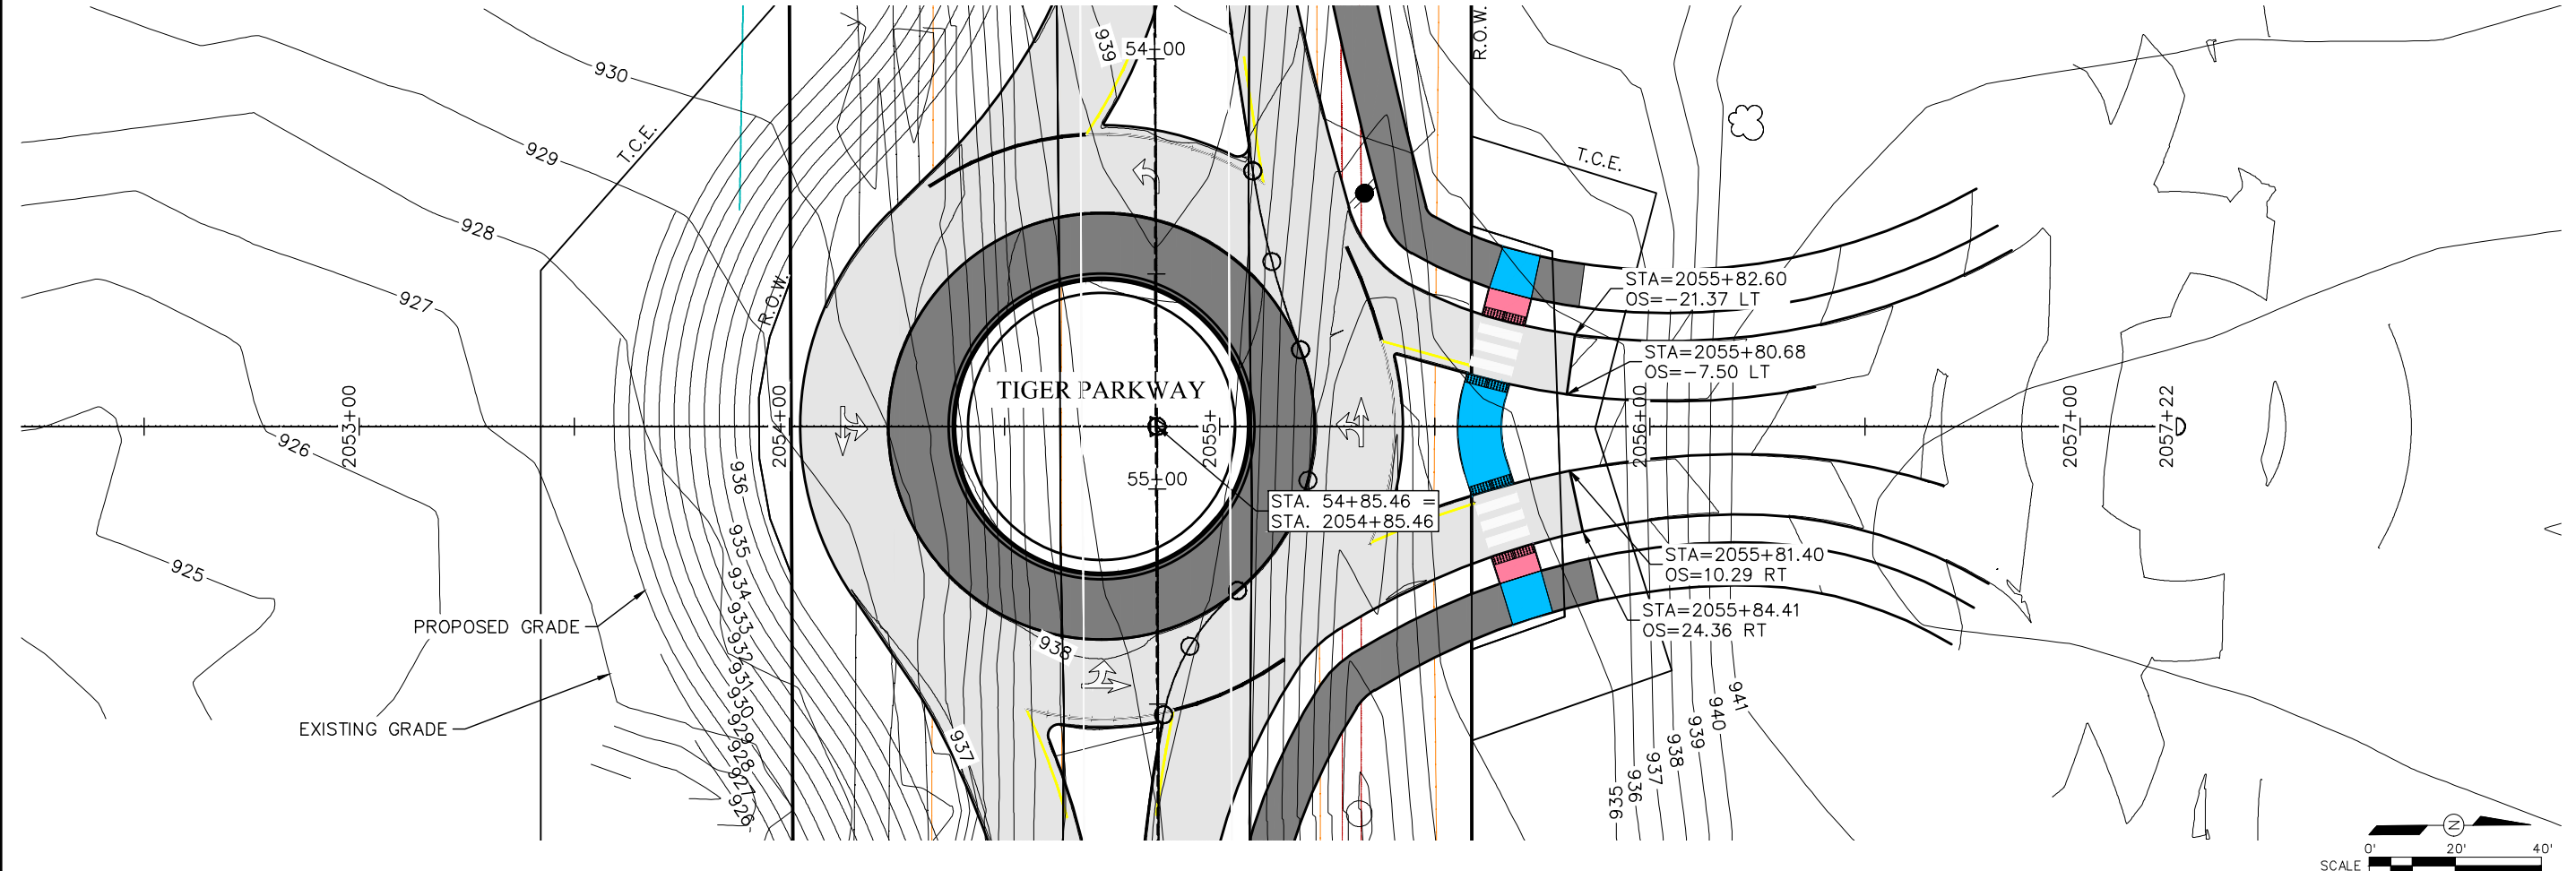 939
54+00
R.O.W.
930
T.C.E.
929
T.C.E.
928
927
R.O.W.
STA=2055+82.60
OS=-21.37 LT
STA=2055+80.68
OS=-7.50 LT
TIGER PARKWAY
926
2053+00
2054+00
2055+
2056+00
2057+00
2057+22
936
55+00
STA. 54+85.46 =
STA. 2054+85.46
925
935
934
933
932
931
930
929
928
927
926
STA=2055+81.40
OS=10.29 RT
STA=2055+84.41
OS=24.36 RT
PROPOSED GRADE
938
EXISTING GRADE
937
935
936
937
938
939
940
941
N
0'
20'
40'
SCALE